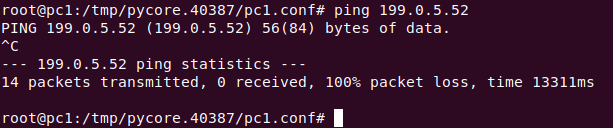 root@pc1:/tmp/pycore.40387/pc1.conf# ping 199.0.5.52
PING 199.0.5.52 (199.0.5.52) 56(84) bytes of data.
^C
--- 199.0.5.52 ping statistics ---
14 packets transmitted, 0 received, 100% packet loss, time 13311ms
root@pc1:/tmp/pycore.40387/pc1.conf#